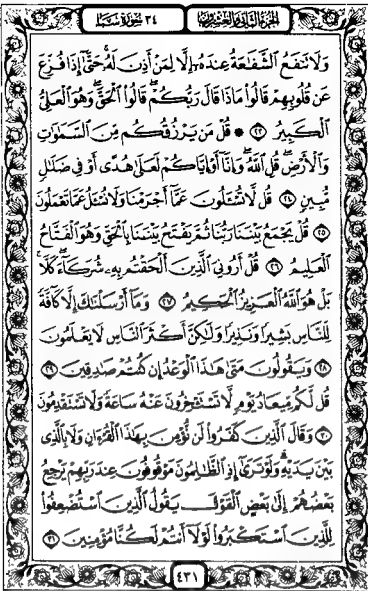 الجزء الثاني والعشرون
٣٤ سورة سبأ
وَلَا تَنفَعُ ٱلشَّفَٰعَةُ عِندَهُۥٓ إِلَّا لِمَنْ أَذِنَ لَهُۥ حَتَّىٰٓ إِذَا فُزِّعَ
عَن قُلُوبِهِمْ قَالُوا۟ مَاذَا قَالَ رَبُّكُمْ ۖ قَالُوا۟ ٱلْحَقَّ ۖ وَهُوَ ٱلْعَلِىُّ
ٱلْكَبِيرُ ٢٣ ۞ قُلْ مَن يَرْزُقُكُم مِّنَ ٱلسَّمَٰوَٰتِ
وَٱلْأَرْضِ ۖ قُلِ ٱللَّهُ ۖ وَإِنَّآ أَوْ إِيَّاكُمْ لَعَلَىٰ هُدًى أَوْ فِى ضَلَٰلٍ
مُّبِينٍ ٢٤ قُل لَّا تُسْـَٔلُونَ عَمَّآ أَجْرَمْنَا وَلَا نُسْـَٔلُ عَمَّا تَعْمَلُونَ
٢٥ قُلْ يَجْمَعُ بَيْنَنَا رَبُّنَا ثُمَّ يَفْتَحُ بَيْنَنَا بِٱلْحَقِّ وَهُوَ ٱلْفَتَّاحُ
ٱلْعَلِيمُ ٢٦ قُلْ أَرُونِىَ ٱلَّذِينَ أَلْحَقْتُم بِهِۦ شُرَكَآءَ ۖ كَلَّا ۚ
بَلْ هُوَ ٱللَّهُ ٱلْعَزِيزُ ٱلْحَكِيمُ ٢٧ وَمَآ أَرْسَلْنَٰكَ إِلَّا كَآفَّةً
لِّلنَّاسِ بَشِيرًا وَنَذِيرًا وَلَٰكِنَّ أَكْثَرَ ٱلنَّاسِ لَا يَعْلَمُونَ
٢٨ وَيَقُولُونَ مَتَىٰ هَٰذَا ٱلْوَعْدُ إِن كُنتُمْ صَٰدِقِينَ ٢٩
قُل لَّكُم مِّيعَادُ يَوْمٍ لَّا تَسْتَـْٔخِرُونَ عَنْهُ سَاعَةً وَلَا تَسْتَقْدِمُونَ
٣٠ وَقَالَ ٱلَّذِينَ كَفَرُوا۟ لَن نُّؤْمِنَ بِهَٰذَا ٱلْقُرْءَانِ وَلَا بِٱلَّذِى
بَيْنَ يَدَيْهِ ۗ وَلَوْ تَرَىٰٓ إِذِ ٱلظَّٰلِمُونَ مَوْقُوفُونَ عِندَ رَبِّهِمْ يَرْجِعُ
بَعْضُهُمْ إِلَىٰ بَعْضٍ ٱلْقَوْلَ يَقُولُ ٱلَّذِينَ ٱسْتُضْعِفُوا۟
لِلَّذِينَ ٱسْتَكْبَرُوا۟ لَوْلَآ أَنتُمْ لَكُنَّا مُؤْمِنِينَ ٣١
٤٣١